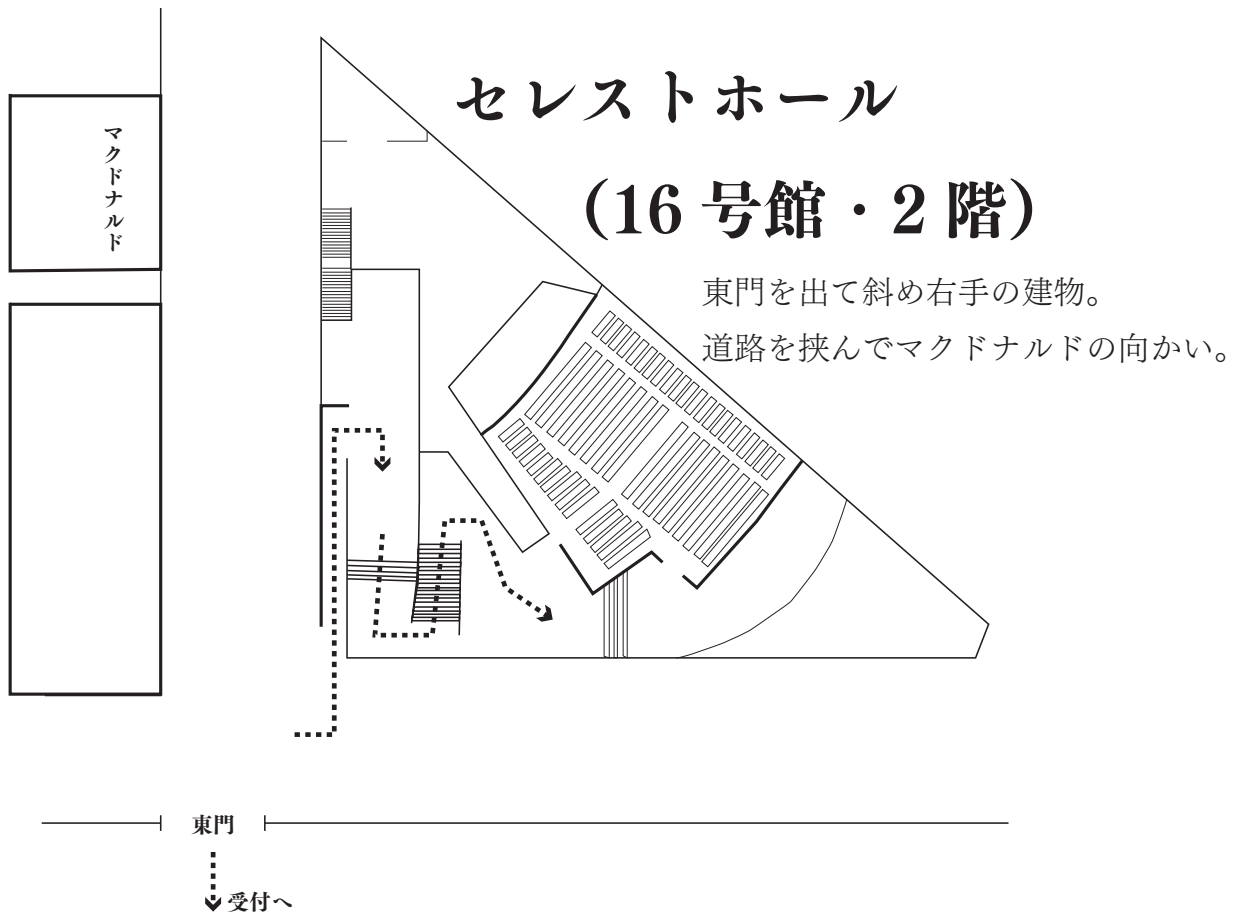 セレストホール
（16 号館・2 階）
東門を出て斜め右手の建物。
道路を挟んでマクドナルドの向かい。
マクドナルド
東門
受付へ